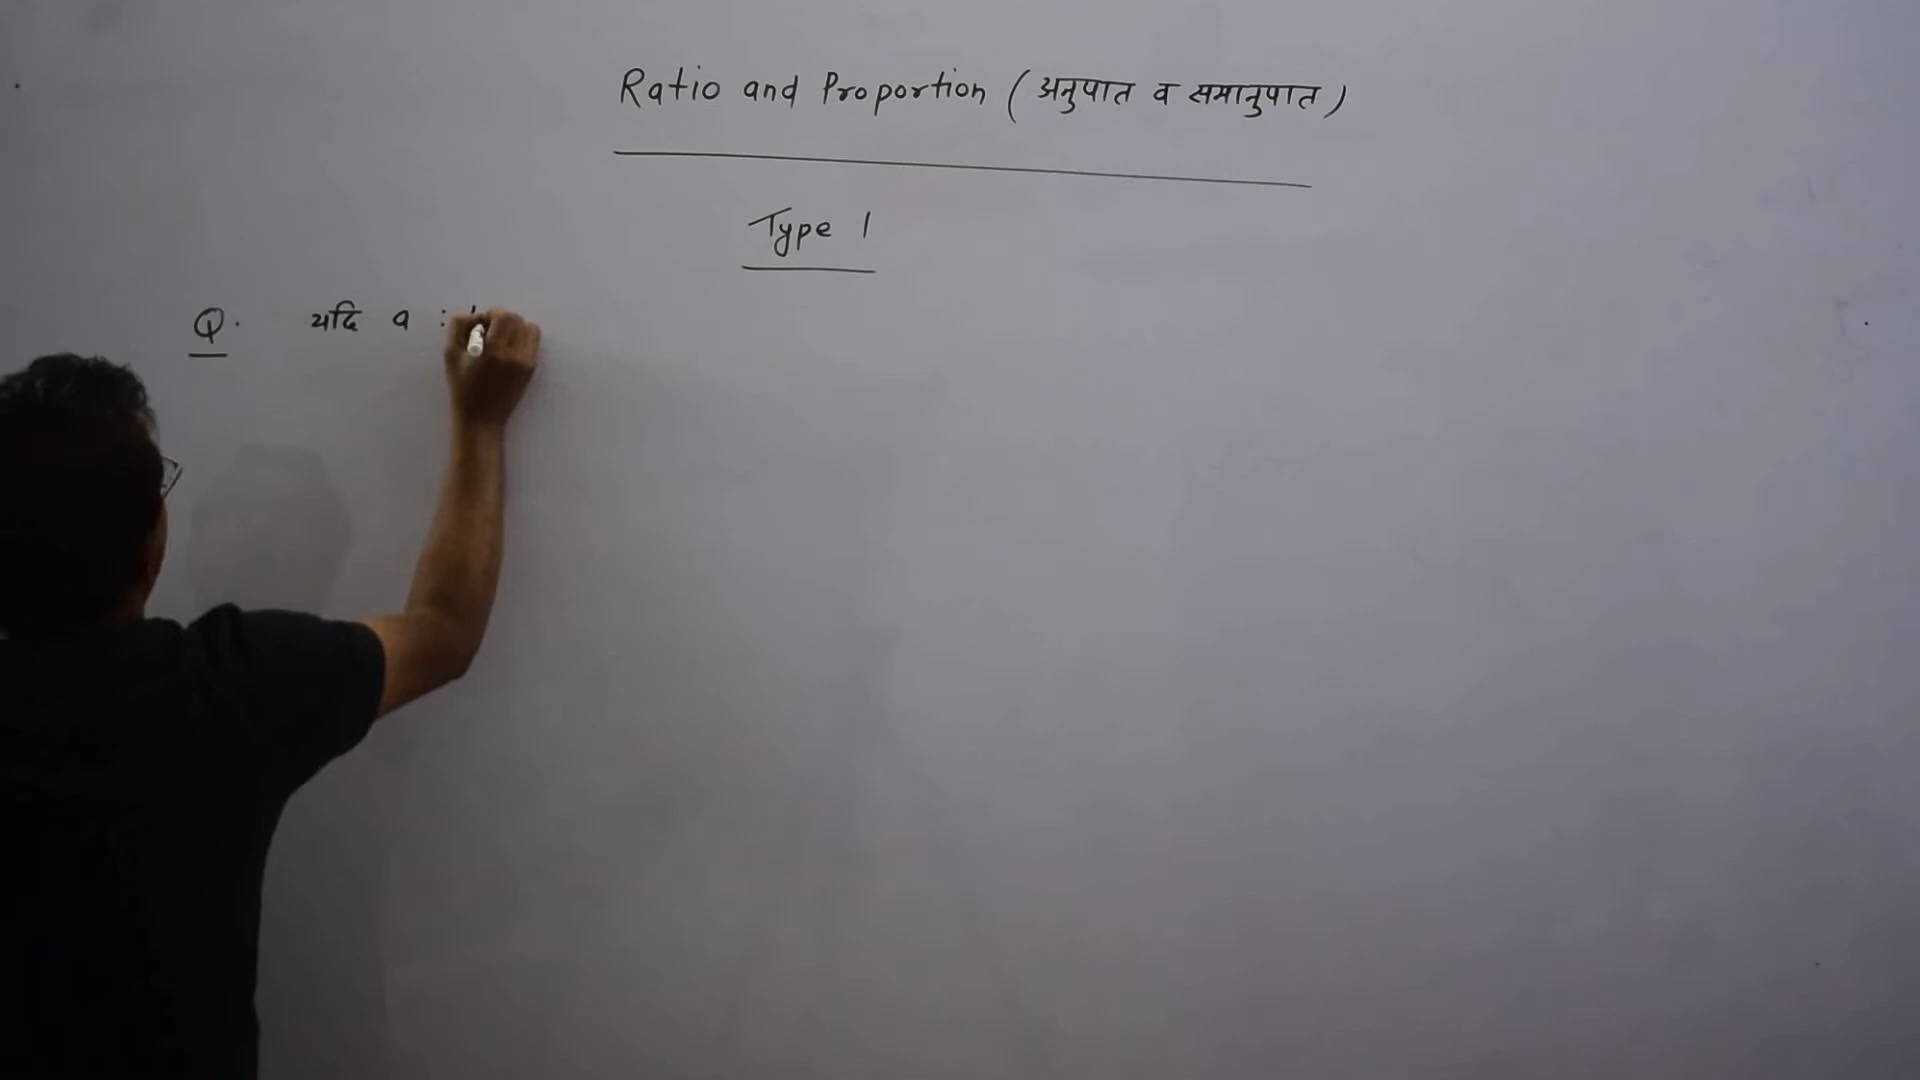 Ratio and Proportion ( अनुपात व समानुपात )
Type 1
Q. यदि a :